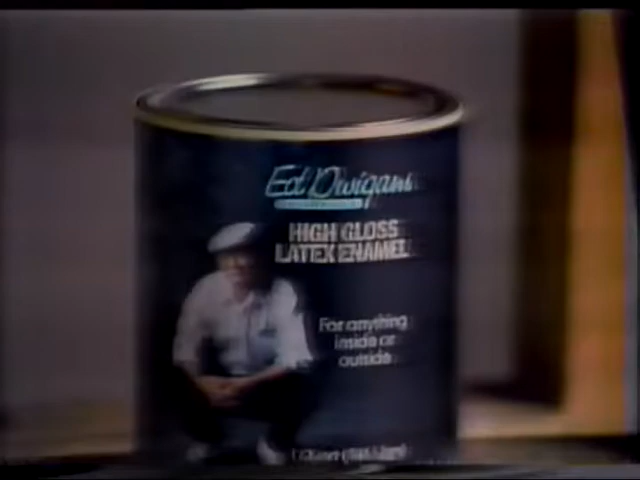 Ed Dwigans
HIGH GLOSS
LATEX ENAMEL
For anything
inside or
outside.